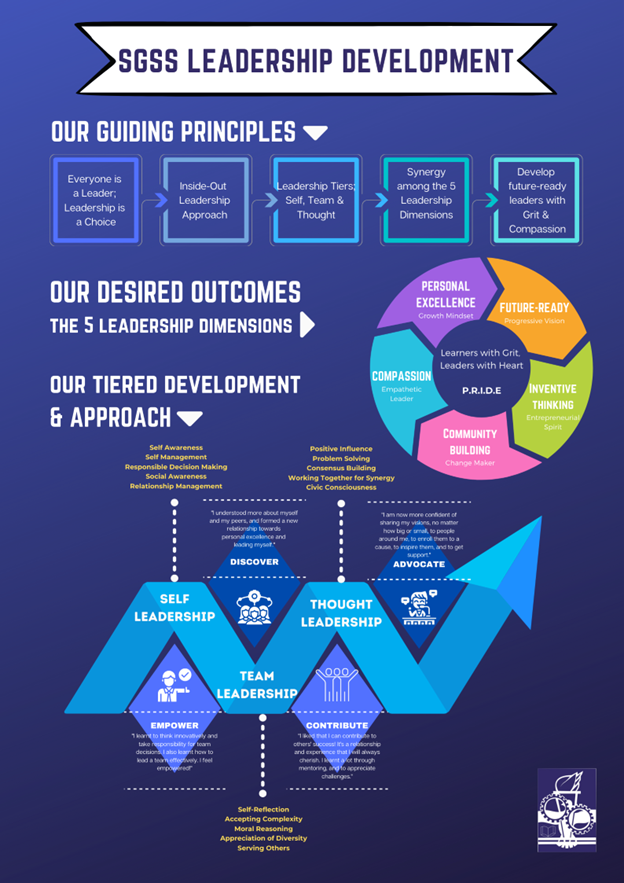 SGSS LEADERSHIP DEVELOPMENT
OUR GUIDING PRINCIPLES
Everyone is
a Leader;
Leadership is
a Choice
Inside-Out
Leadership
Approach
Leadership Tiers;
Self, Team &
Thought
Synergy
among the 5
Leadership
Dimensions
Develop
future-ready
leaders with
Grit &
Compassion
OUR DESIRED OUTCOMES
THE 5 LEADERSHIP DIMENSIONS
PERSONAL
EXCELLENCE
Growth Mindset
FUTURE-READY
Progressive Vision
INVENTIVE
THINKING
Entrepreneurial
Spirit
COMMUNITY
BUILDING
Change Maker
COMPASSION
Empathetic
Leader
Learners with Grit,
Leaders with Heart
P.R.I.D.E
OUR TIERED DEVELOPMENT
& APPROACH
Self Awareness
Self Management
Responsible Decision Making
Social Awareness
Relationship Management
Positive Influence
Problem Solving
Consensus Building
Working Together for Synergy
Civic Consciousness
"I understood more about myself
and my peers, and formed a new
relationship towards
personal excellence and
leading myself."
DISCOVER
"I am now more confident of
sharing my visions, no matter
how big or small, to people
around me, to enroll them to a
cause, to inspire them, and to get
support."
ADVOCATE
SELF
LEADERSHIP
THOUGHT
LEADERSHIP
TEAM
LEADERSHIP
EMPOWER
"I learnt to think innovatively and
take responsibility for team
decisions. I also learnt how to
lead a team effectively. I feel
empowered!"
CONTRIBUTE
"I liked that I can contribute to
others' success! It's a relationship
and experience that I will always
cherish. I learnt a lot through
mentoring, and to appreciate
challenges."
Self-Reflection
Accepting Complexity
Moral Reasoning
Appreciation of Diversity
Serving Others